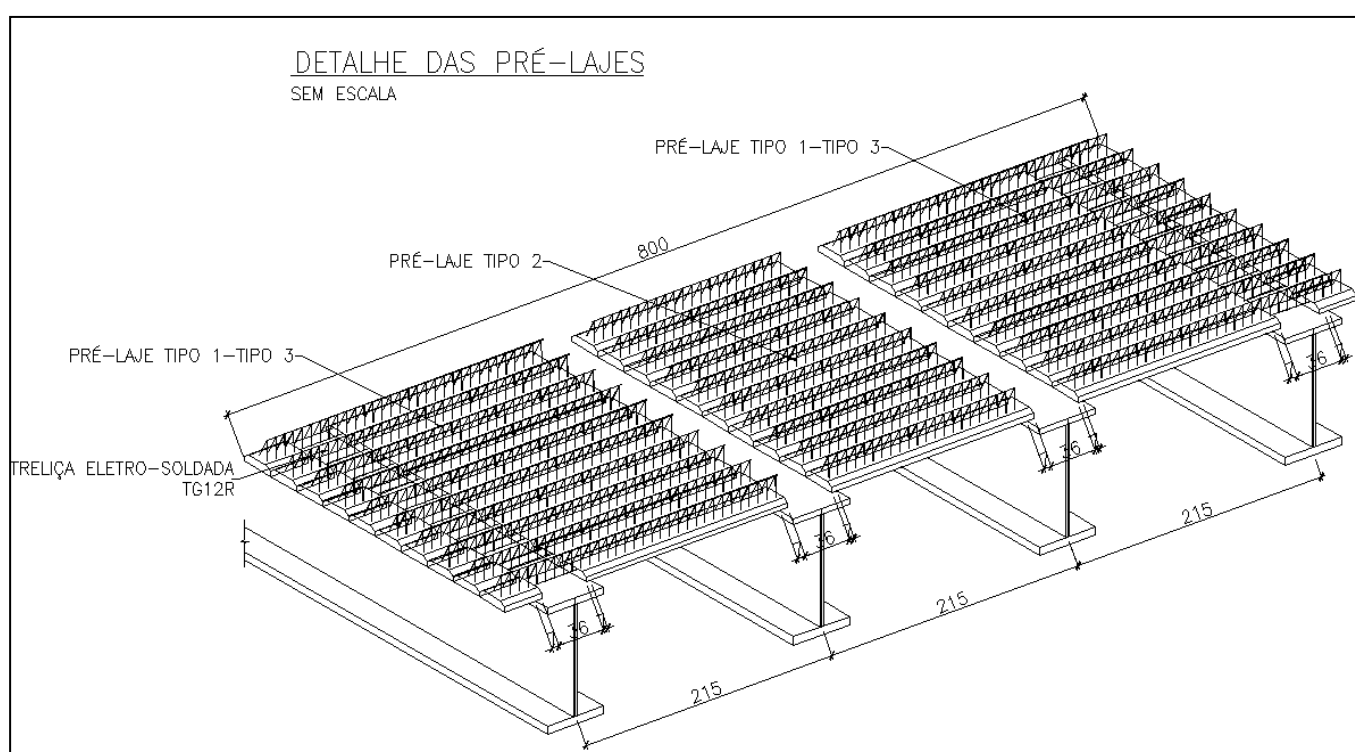 DETALHE DAS PRÉ-LAJES
SEM ESCALA
PRÉ-LAJE TIPO 1-TIPO 3
800
PRÉ-LAJE TIPO 2
PRÉ-LAJE TIPO 1-TIPO 3
TRELIÇA ELETRO-SOLDADA
TG12R
36
36
36
36
215
215
215